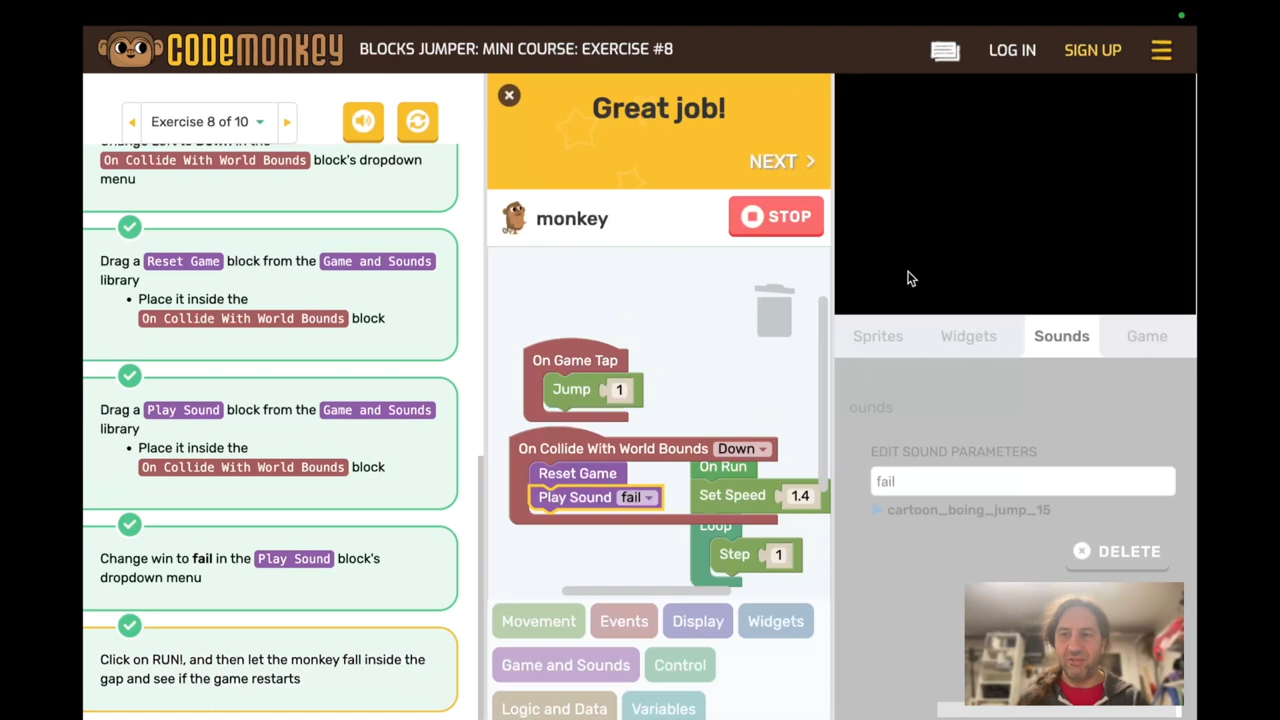 CODEMONKEY
BLOCKS JUMPER: MINI COURSE: EXERCISE #8
LOG IN
SIGN UP
Exercise 8 of 10
On Collide With World Bounds block's dropdown
menu
Drag a Reset Game block from the Game and Sounds
library
• Place it inside the
On Collide With World Bounds block
Drag a Play Sound block from the Game and Sounds
library
• Place it inside the
On Collide With World Bounds block
Change win to fail in the Play Sound block's
dropdown menu
Click on RUN!, and then let the monkey fall inside the
gap and see if the game restarts
Great job!
NEXT >
monkey
STOP
On Game Tap
Jump 1
On Collide With World Bounds Down
Reset Game
Play Sound fail
On Run
Set Speed 1.4
Loop
Step 1
Movement
Events
Display
Widgets
Game and Sounds
Control
Logic and Data
Variables
Sprites
Widgets
Sounds
Game
ounds
EDIT SOUND PARAMETERS
fail
cartoon_boing_jump_15
DELETE